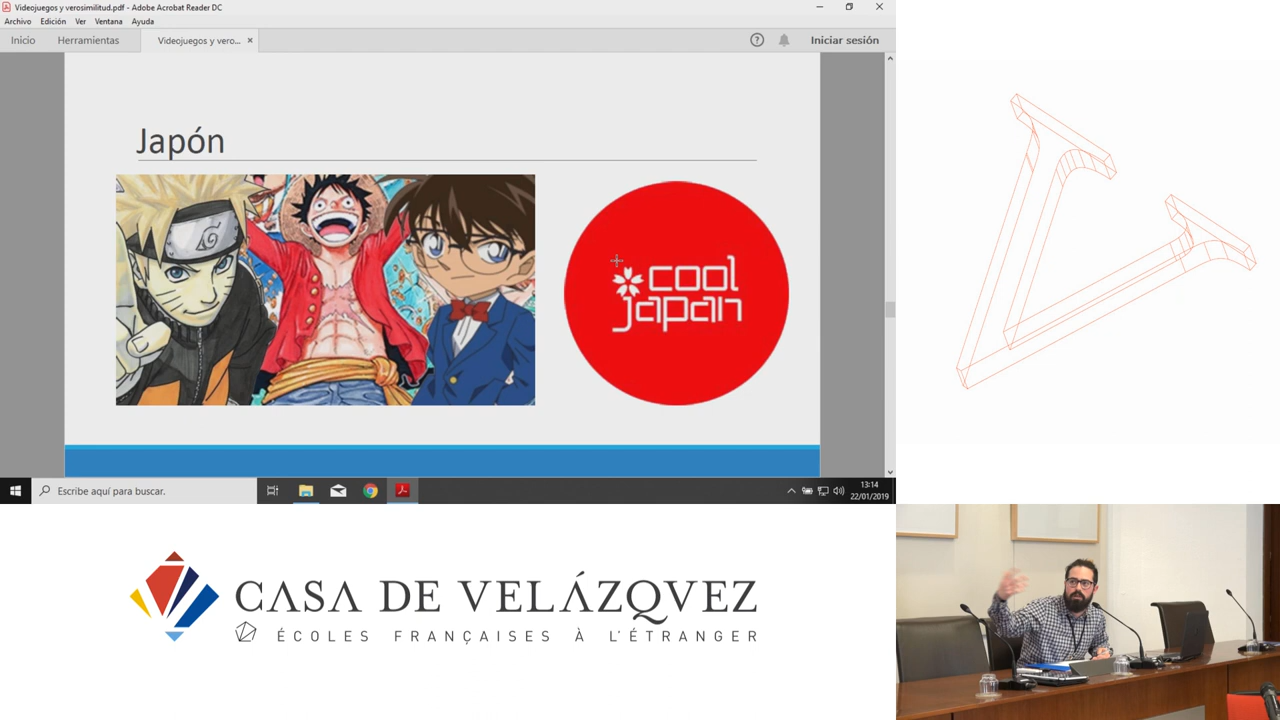 Videojuegos y verosimilitud.pdf - Adobe Acrobat Reader DC
Archivo Edición Ver Ventana Ayuda
Inicio Herramientas Videojuegos y vero... × Iniciar sesión
Japón
cool
japan
Escribe aquí para buscar.
13:14
22/01/2019
CASA DE VELÁZQVEZ
ÉCOLES FRANÇAISES À L'ÉTRANGER